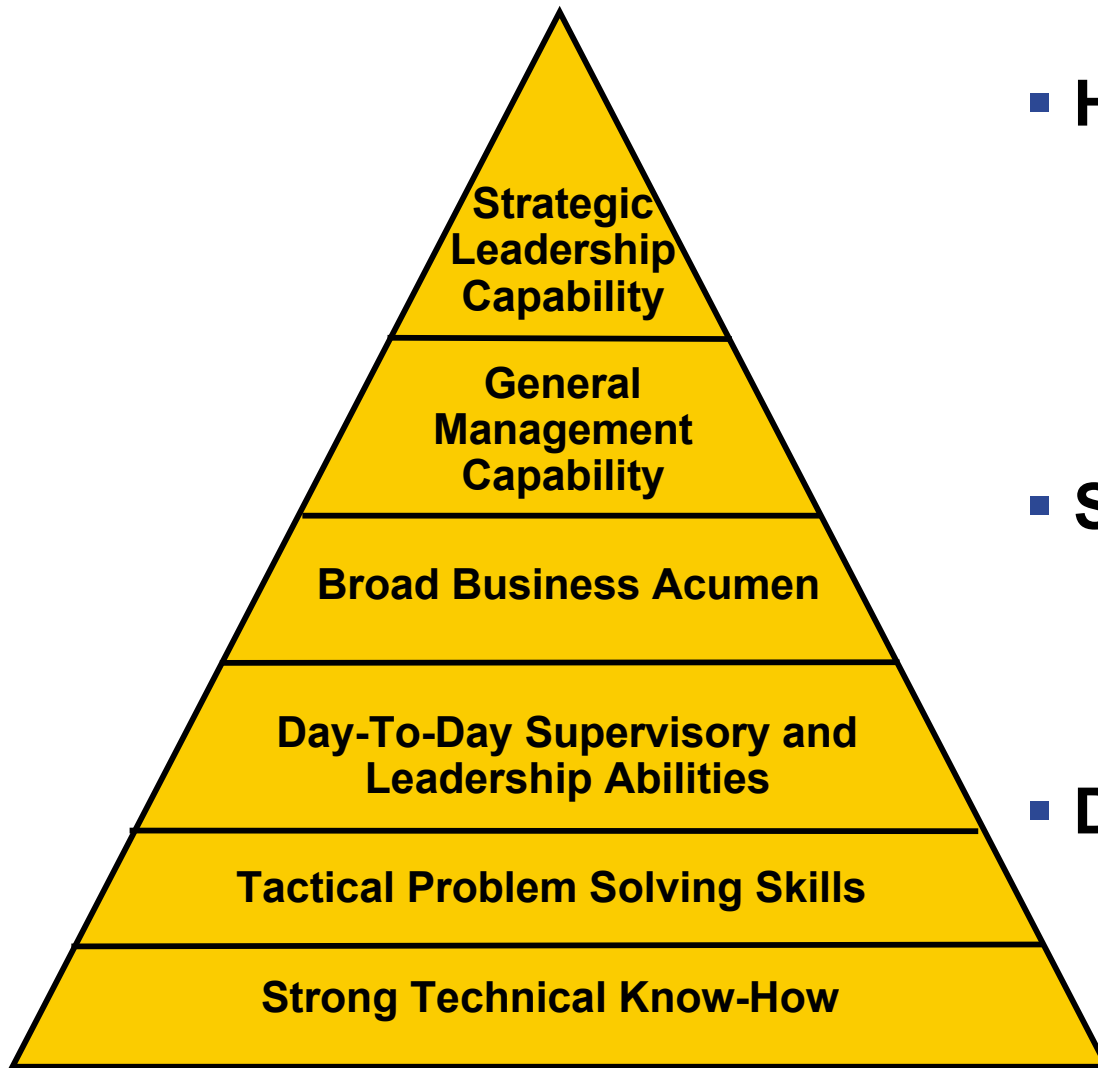 Strategic
Leadership
Capability
General
Management
Capability
Broad Business Acumen
Day-To-Day Supervisory and
Leadership Abilities
Tactical Problem Solving Skills
Strong Technical Know-How